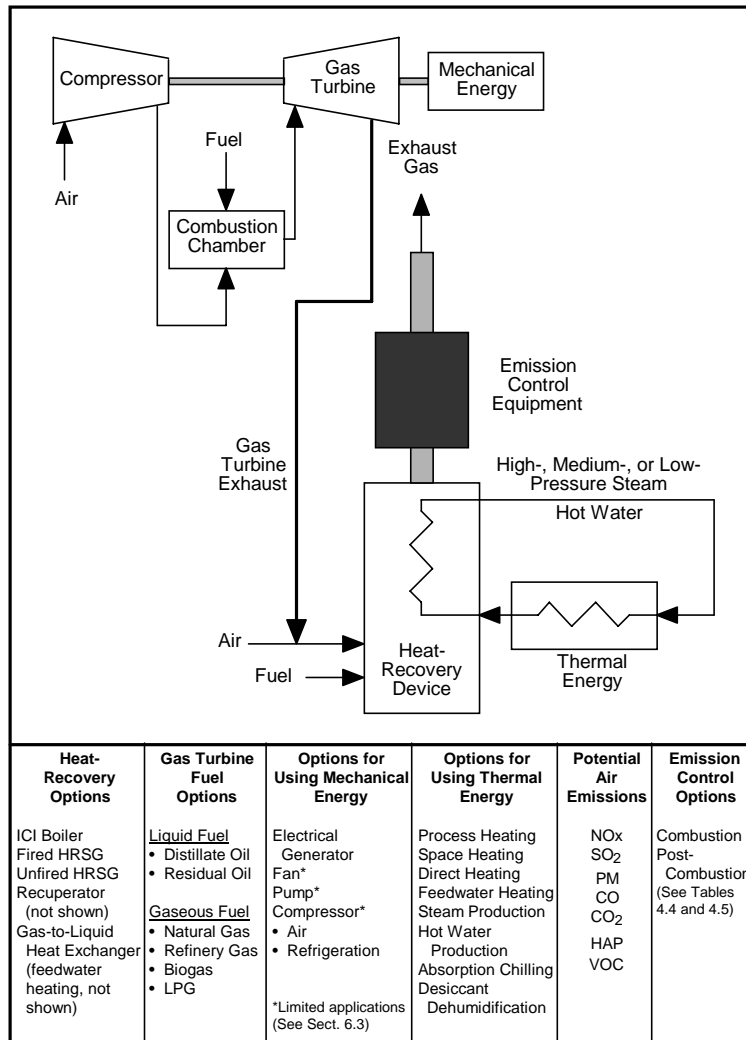 Compressor
Gas
Turbine
Mechanical
Energy
Fuel
Exhaust
Gas
Air
Combustion
Chamber
Emission
Control
Equipment
Gas
Turbine
Exhaust
High-, Medium-, or Low-
Pressure Steam
Hot Water
Air
Fuel
Heat-
Recovery
Device
Thermal
Energy
Heat-
Recovery
Options
ICI Boiler
Fired HRSG
Unfired HRSG
Recuperator
(not shown)
Gas-to-Liquid
Heat Exchanger
(feedwater
heating, not
shown)
Gas Turbine
Fuel
Options
Liquid Fuel
• Distillate Oil
• Residual Oil
Gaseous Fuel
• Natural Gas
• Refinery Gas
• Biogas
• LPG
Options for
Using Mechanical
Energy
Electrical
Generator
Fan*
Pump*
Compressor*
• Air
• Refrigeration
*Limited applications
(See Sect. 6.3)
Options for
Using Thermal
Energy
Process Heating
Space Heating
Direct Heating
Feedwater Heating
Steam Production
Hot Water
Production
Absorption Chilling
Desiccant
Dehumidification
Potential
Air
Emissions
NOx
SO2
PM
CO
CO2
HAP
VOC
Emission
Control
Options
Combustion
Post-
Combustion
(See Tables
4.4 and 4.5)